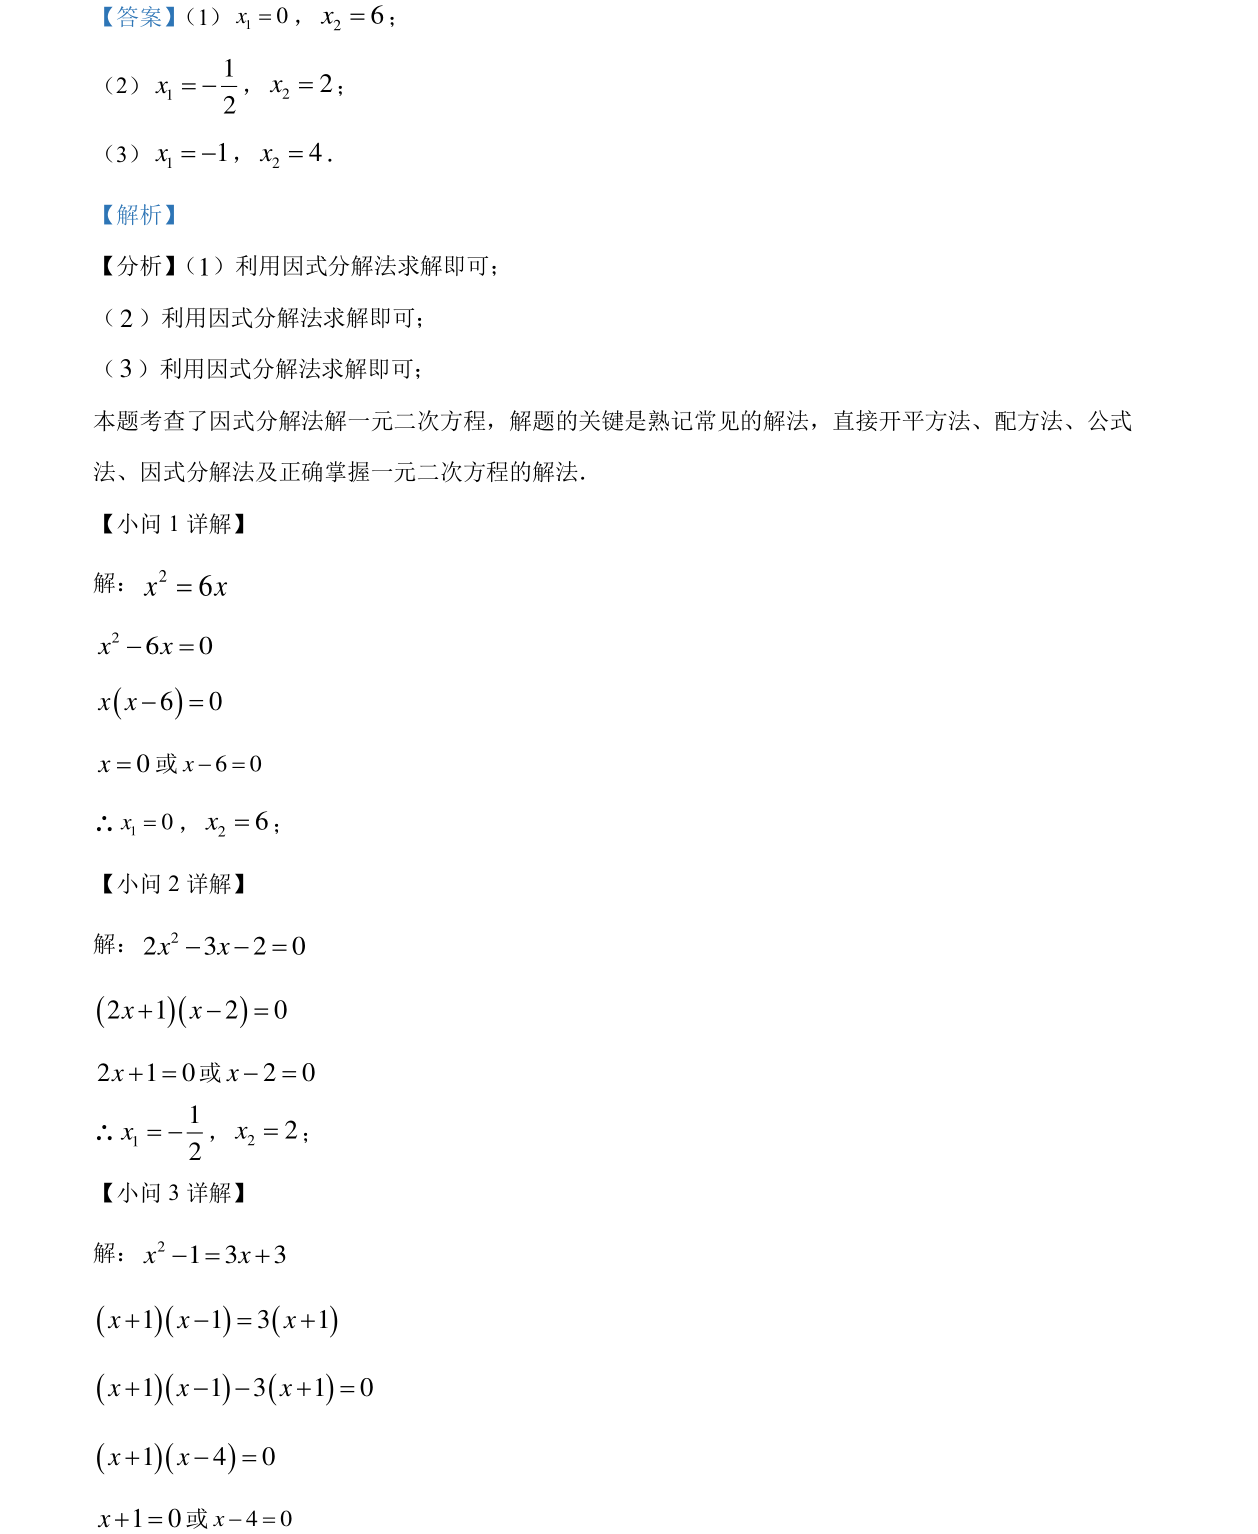 【答案】（1）x₁ = 0， x₂ = 6；
（2）x₁ = −1/2， x₂ = 2；
（3）x₁ = −1， x₂ = 4．
【解析】
【分析】（1）利用因式分解法求解即可；
（2）利用因式分解法求解即可；
（3）利用因式分解法求解即可；
本题考查了因式分解法解一元二次方程，解题的关键是熟记常见的解法，直接开平方法、配方法、公式
法、因式分解法及正确掌握一元二次方程的解法．
【小问 1 详解】
解： x² = 6x
x² − 6x = 0
x(x − 6) = 0
x = 0 或 x − 6 = 0
∴ x₁ = 0， x₂ = 6；
【小问 2 详解】
解： 2x² − 3x − 2 = 0
(2x + 1)(x − 2) = 0
2x + 1 = 0 或 x − 2 = 0
∴ x₁ = −1/2， x₂ = 2；
【小问 3 详解】
解： x² − 1 = 3x + 3
(x + 1)(x − 1) = 3(x + 1)
(x + 1)(x − 1) − 3(x + 1) = 0
(x + 1)(x − 4) = 0
x + 1 = 0 或 x − 4 = 0